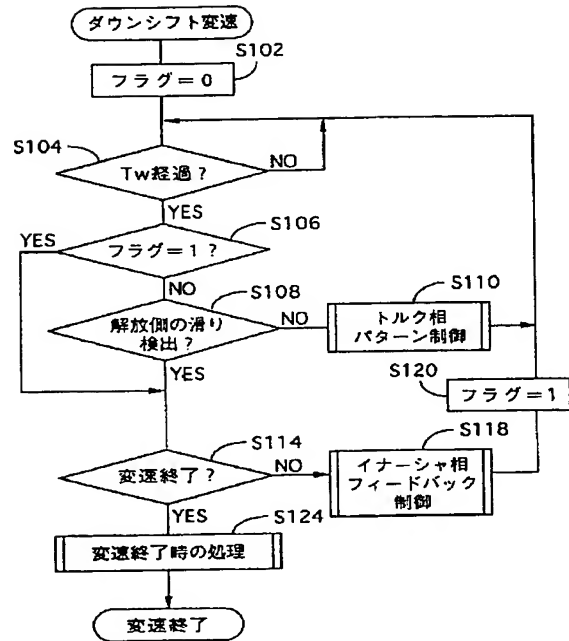 ダウンシフト変速
S102
フラグ=0
S104
Tw経過?
NO
YES
S106
YES
フラグ=1?
NO
S108
S110
解放側の滑り
検出?
NO
トルク相
パターン制御
YES
S120
フラグ=1
S114
S118
変速終了?
NO
イナーシャ相
フィードバック
制御
YES
S124
変速終了時の処理
変速終了